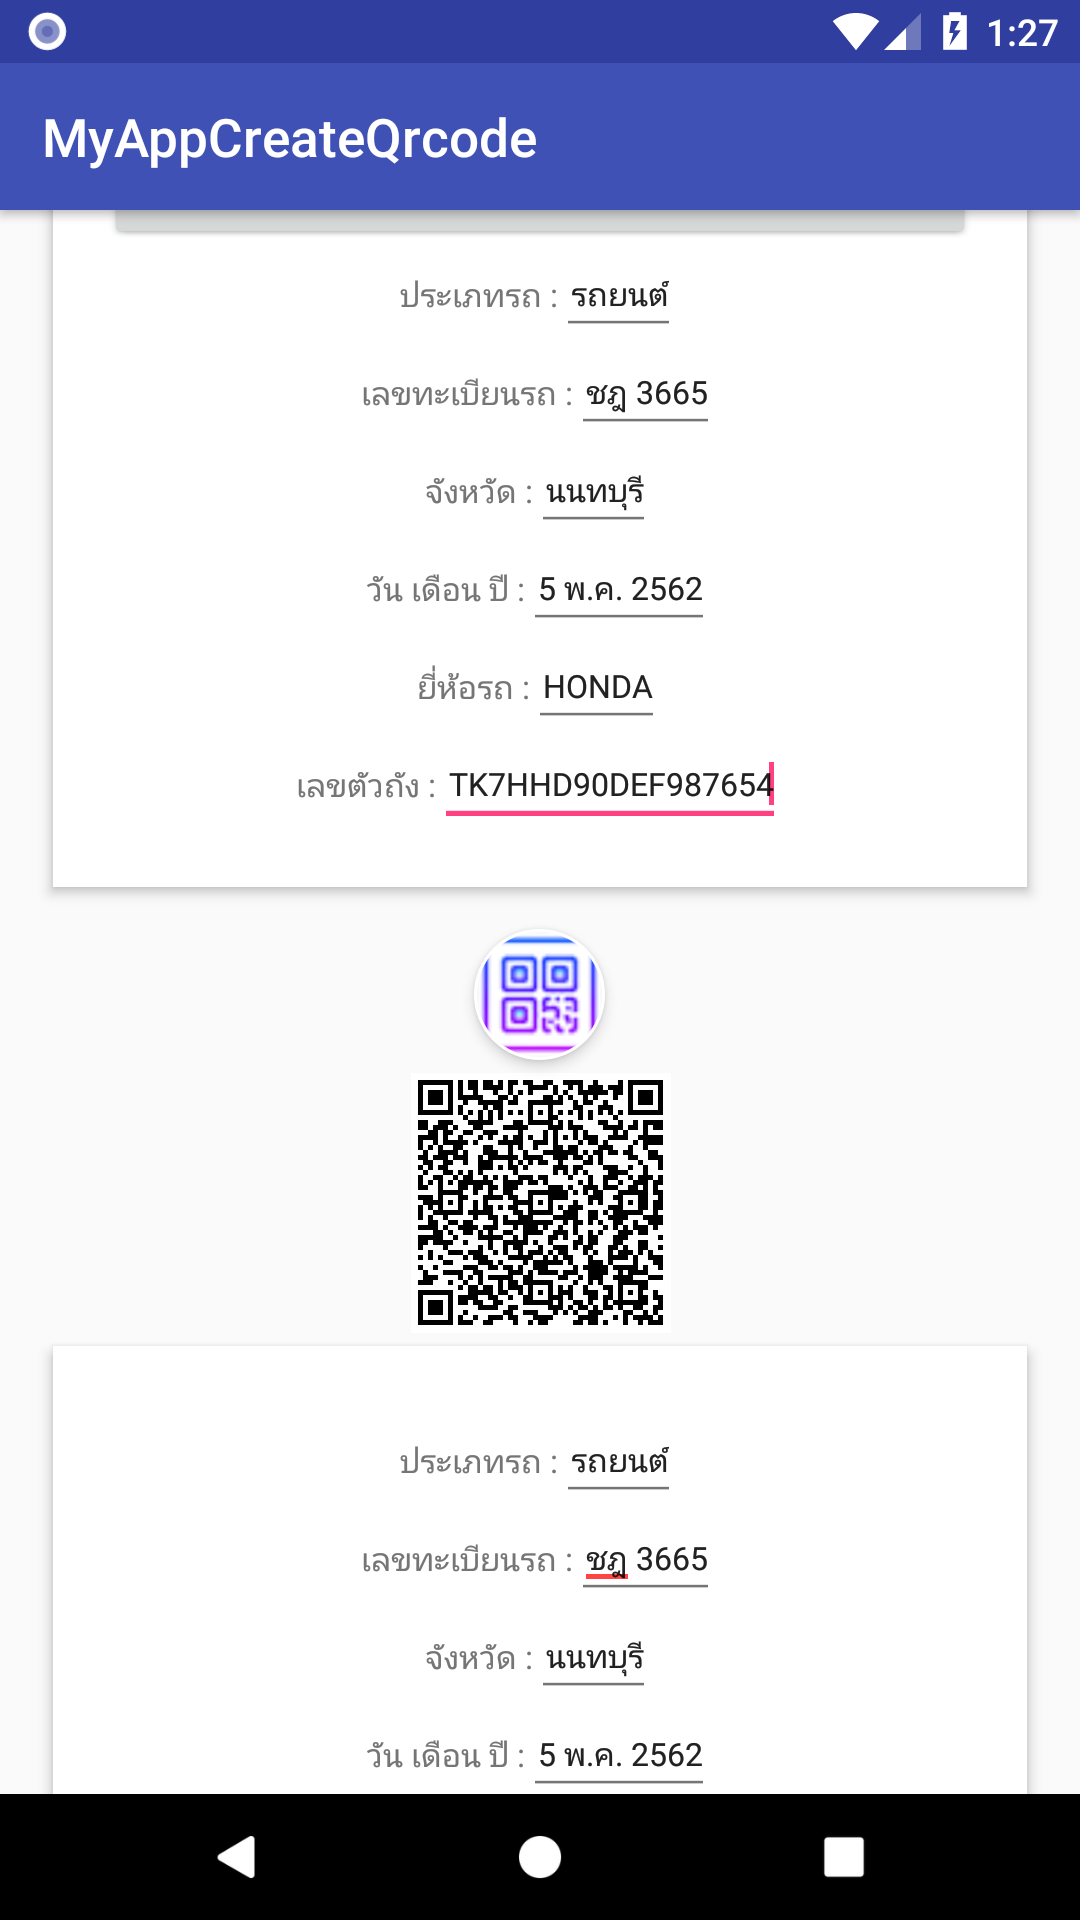 1:27
MyAppCreateQrcode
ประเภทรถ : รถยนต์
เลขทะเบียนรถ : ชฎ 3665
จังหวัด : นนทบุรี
วัน เดือน ปี : 5 พ.ค. 2562
ยี่ห้อรถ : HONDA
เลขตัวถัง : TK7HHD90DEF987654
ประเภทรถ : รถยนต์
เลขทะเบียนรถ : ชฎ 3665
จังหวัด : นนทบุรี
วัน เดือน ปี : 5 พ.ค. 2562